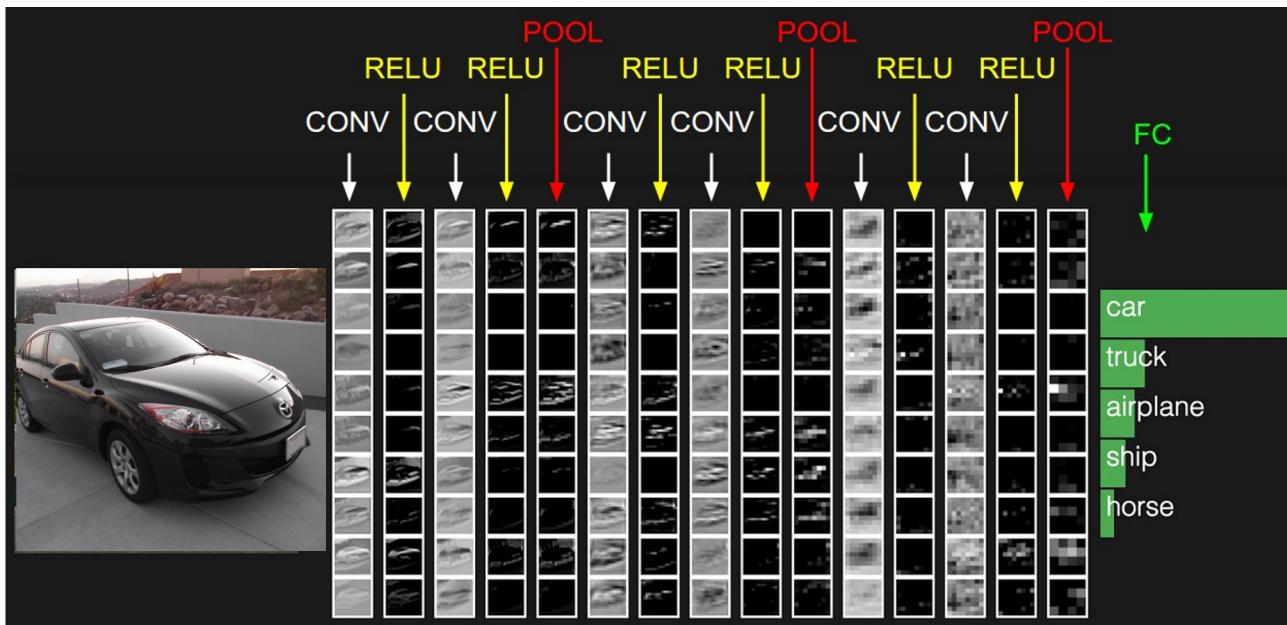 POOL POOL POOL
RELU RELU RELU RELU RELU RELU
CONV CONV CONV CONV CONV CONV
FC
car
truck
airplane
ship
horse